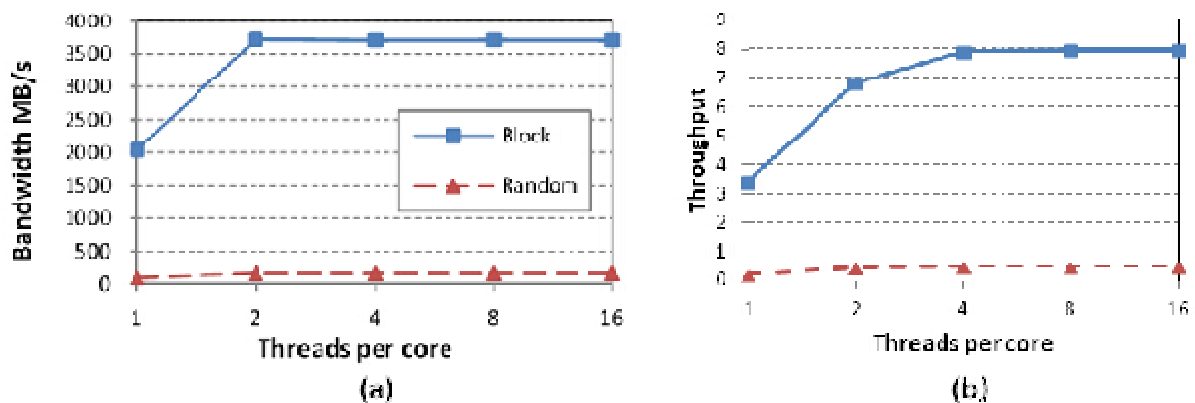 4000
3500
3000
2500
2000
1500
1000
500
0
Bandwidth MB/s
Block
Random
1 2 4 8 16
Threads per core
(a)
9
8
7
6
5
4
3
2
1
0
Throughput
1 2 4 8 16
Threads per core
(b)